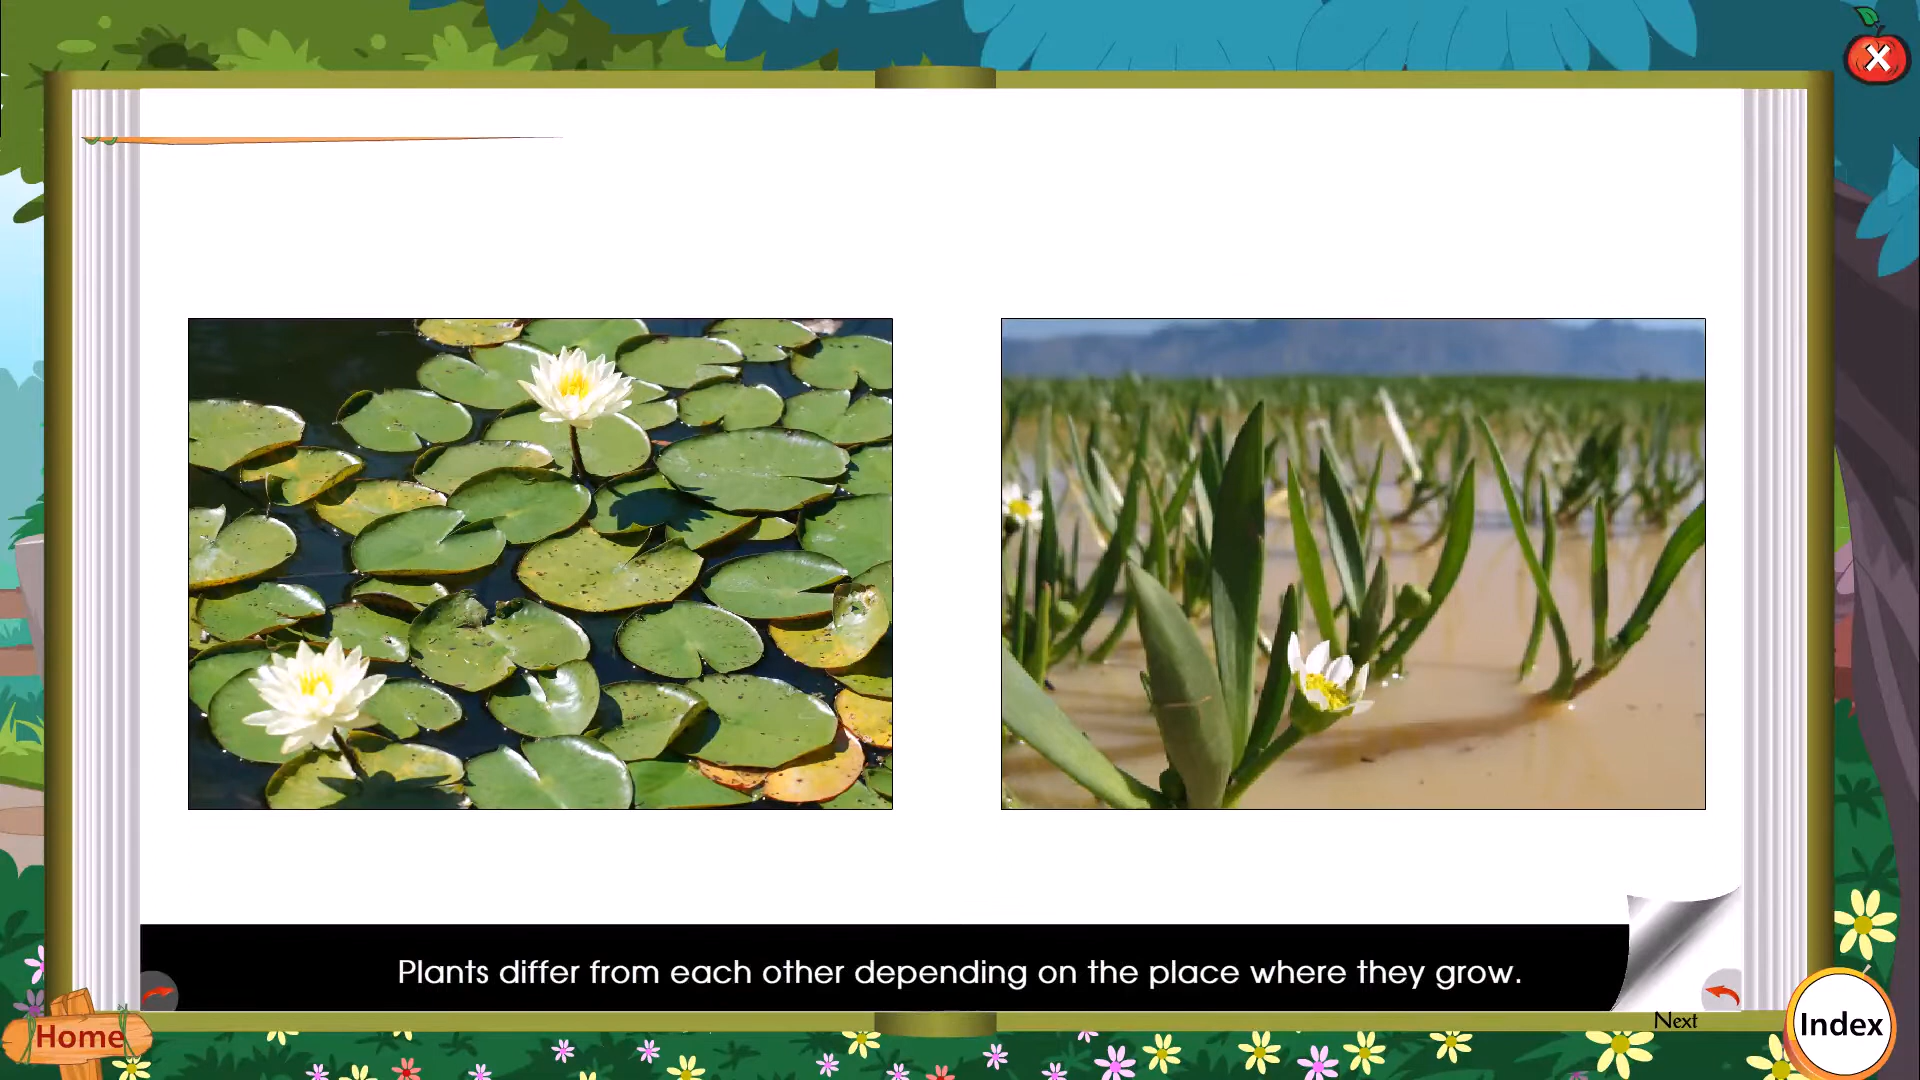 Plants differ from each other depending on the place where they grow.
Next
Home
Index